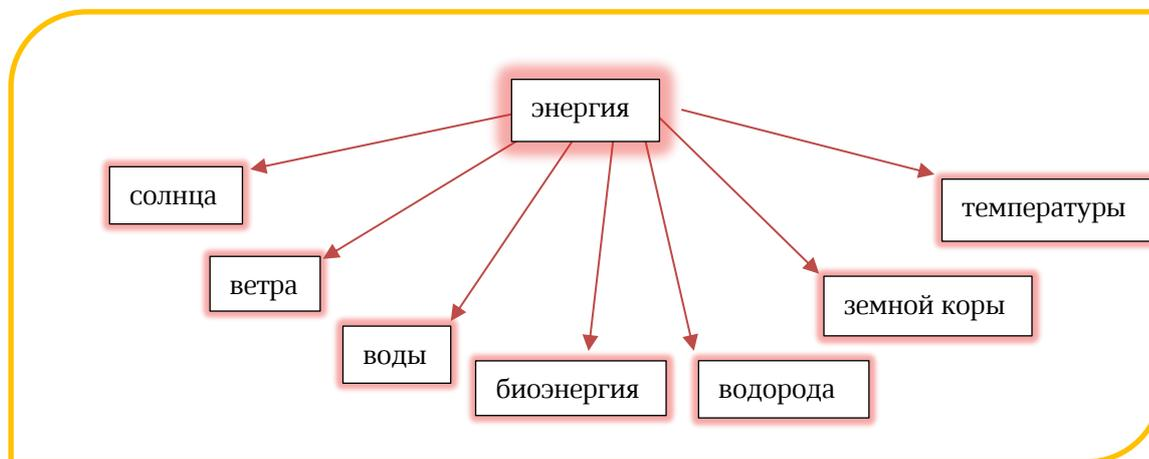 энергия
солнца
температуры
ветра
земной коры
воды
биоэнергия
водорода